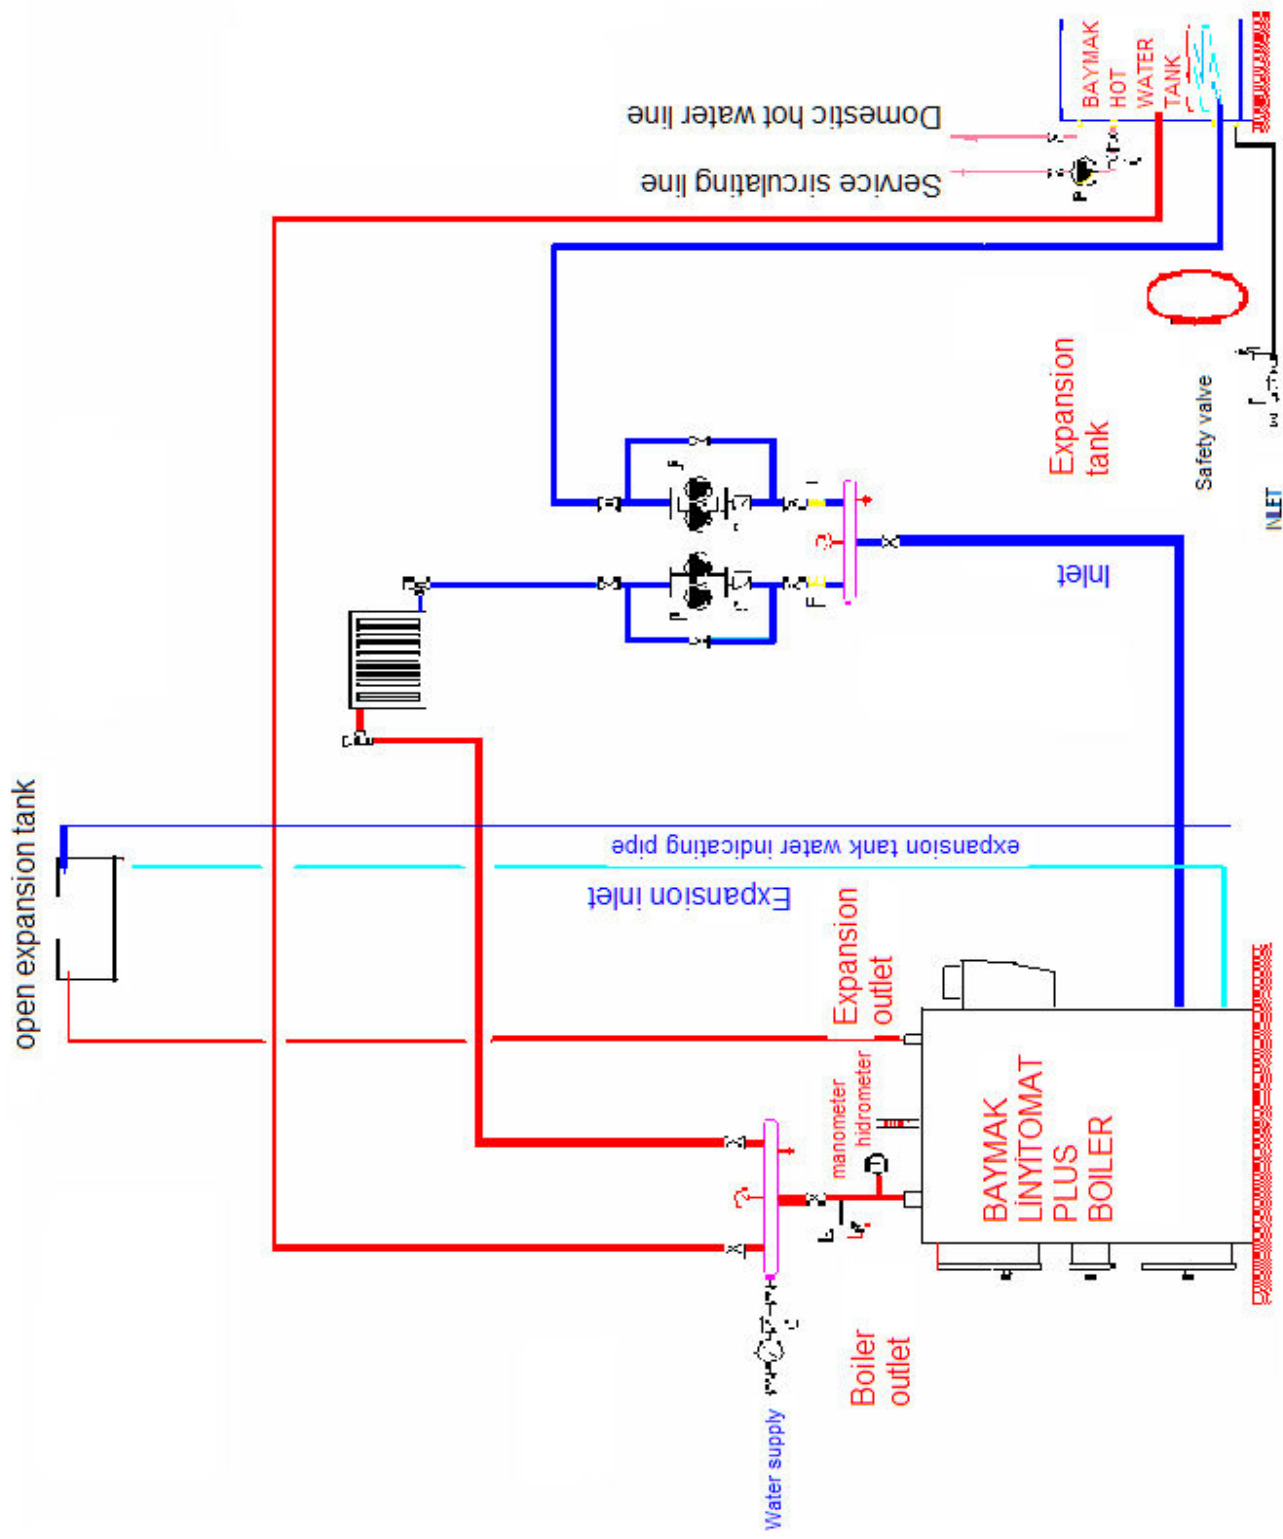 open expansion tank
BAYMAK
HOT
WATER
TANK
Domestic hot water line
Service sirculating line
Expansion
tank
Safety valve
INLET
Inlet
expansion tank water indicating pipe
Expansion inlet
Expansion
outlet
manometer
hidrometer
BAYMAK
LİNYİTOMAT
PLUS
BOILER
Boiler
outlet
Water supply